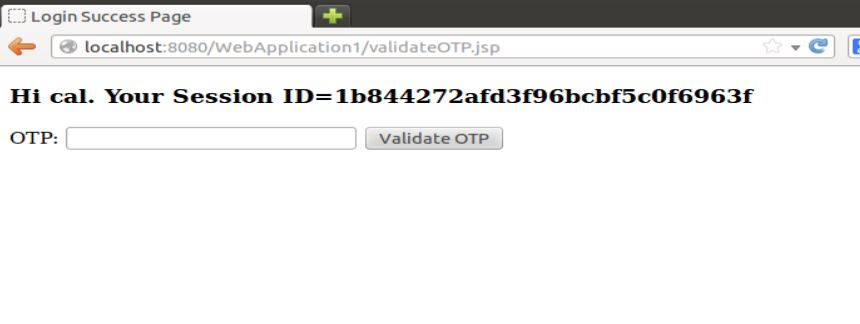 Login Success Page
localhost:8080/WebApplication1/validateOTP.jsp
Hi cal. Your Session ID=1b844272afd3f96bcbf5c0f6963f
OTP: Validate OTP